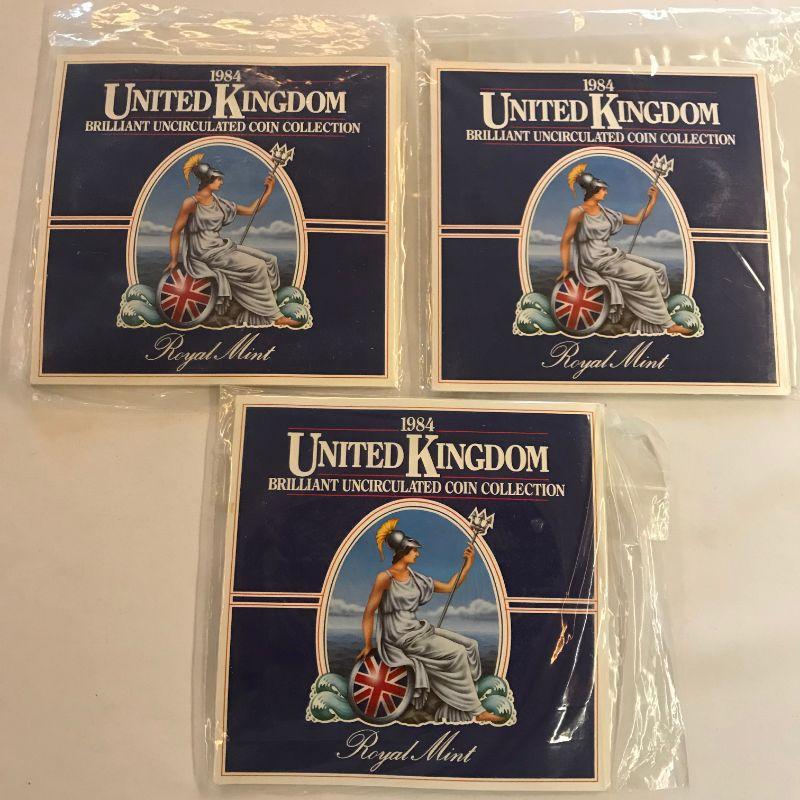 1984
UNITED KINGDOM
BRILLIANT UNCIRCULATED COIN COLLECTION
Royal Mint
1984
UNITED KINGDOM
BRILLIANT UNCIRCULATED COIN COLLECTION
Royal Mint
1984
UNITED KINGDOM
BRILLIANT UNCIRCULATED COIN COLLECTION
Royal Mint